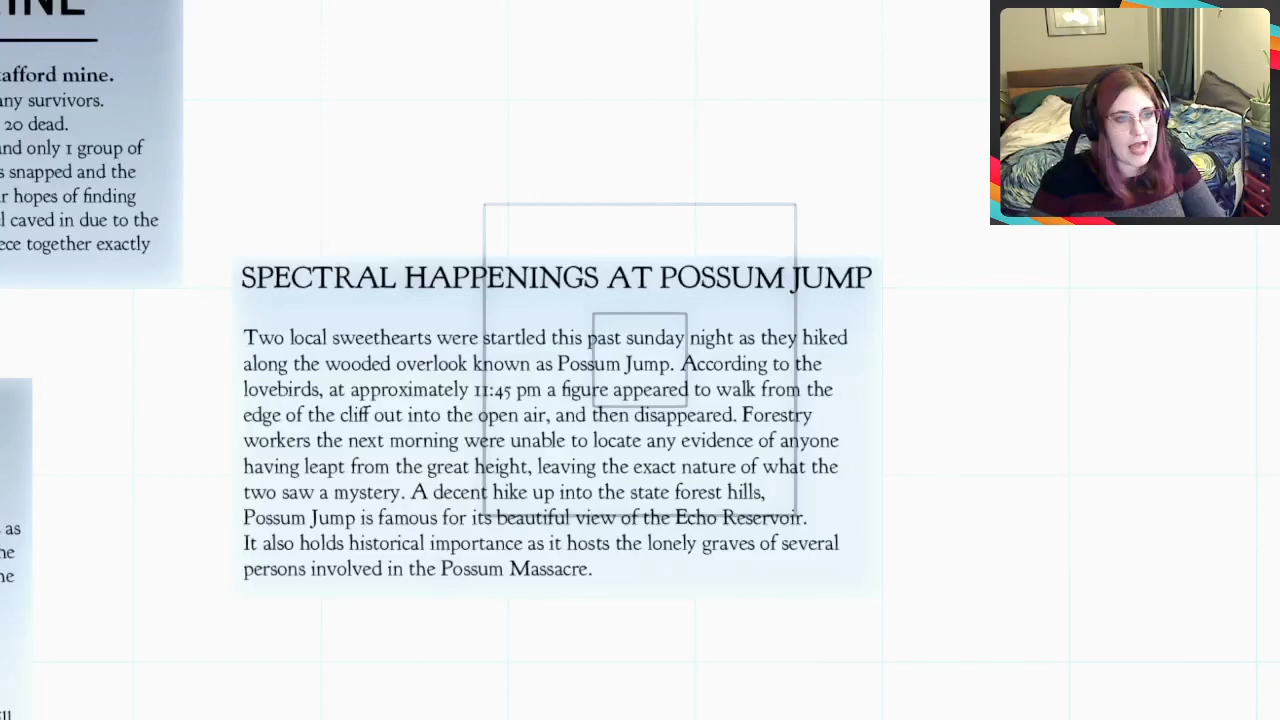 afford mine.
any survivors.
20 dead.
and only 1 group of
s snapped and the
r hopes of finding
l caved in due to the
ece together exactly
SPECTRAL HAPPENINGS AT POSSUM JUMP
Two local sweethearts were startled this past sunday night as they hiked
along the wooded overlook known as Possum Jump. According to the
lovebirds, at approximately 11:45 pm a figure appeared to walk from the
edge of the cliff out into the open air, and then disappeared. Forestry
workers the next morning were unable to locate any evidence of anyone
having leapt from the great height, leaving the exact nature of what the
two saw a mystery. A decent hike up into the state forest hills,
Possum Jump is famous for its beautiful view of the Echo Reservoir.
It also holds historical importance as it hosts the lonely graves of several
persons involved in the Possum Massacre.
as